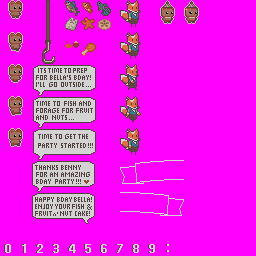 ITS TIME TO PREP
FOR BELLA'S BDAY!
I'LL GO OUTSIDE...
TIME TO FISH AND
FORAGE FOR FRUIT
AND NUTS...
TIME TO GET THE
PARTY STARTED!!!
THANKS BENNY
FOR AN AMAZING
BDAY PARTY!!! ❤
HAPPY BDAY BELLA!
ENJOY YOUR FISH &
FRUIT-N-NUT CAKE!
0 1 2 3 4 5 6 7 8 9 :